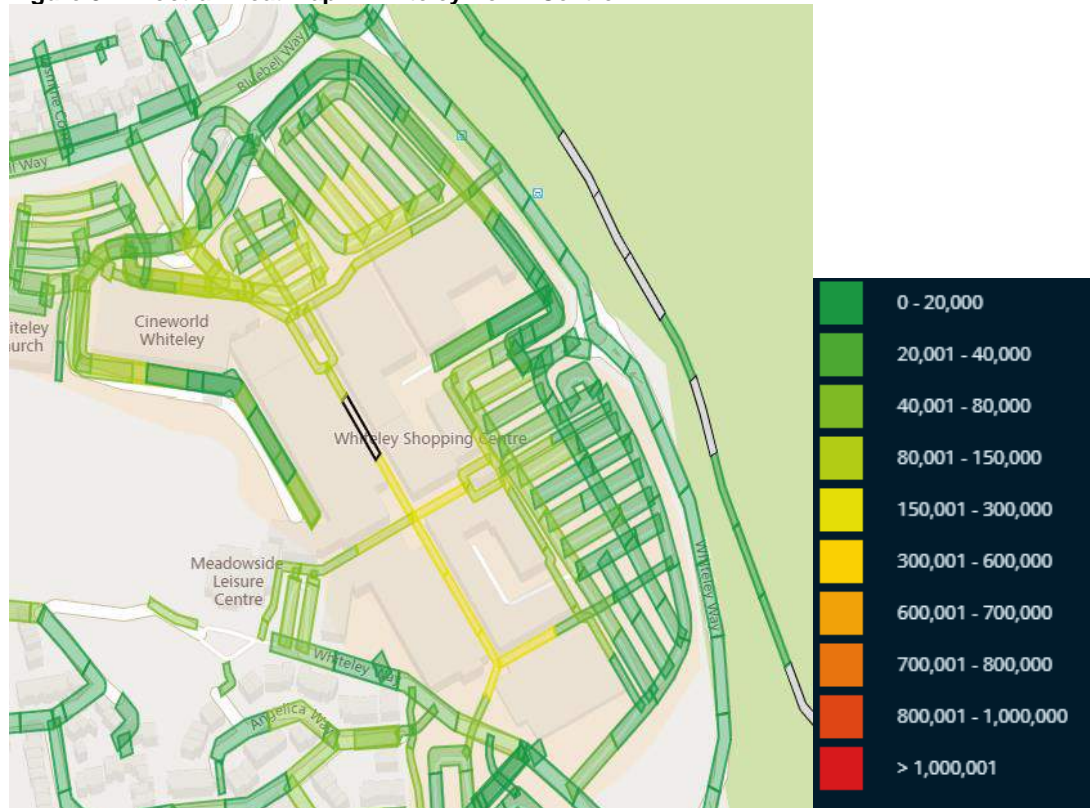 Bluebell Way
Way
Cineworld
Whiteley
Whiteley Shopping Centre
Meadowside
Leisure
Centre
Whiteley Way
Whiteley Way
Angelica Way
0 - 20,000
20,001 - 40,000
40,001 - 80,000
80,001 - 150,000
150,001 - 300,000
300,001 - 600,000
600,001 - 700,000
700,001 - 800,000
800,001 - 1,000,000
> 1,000,001